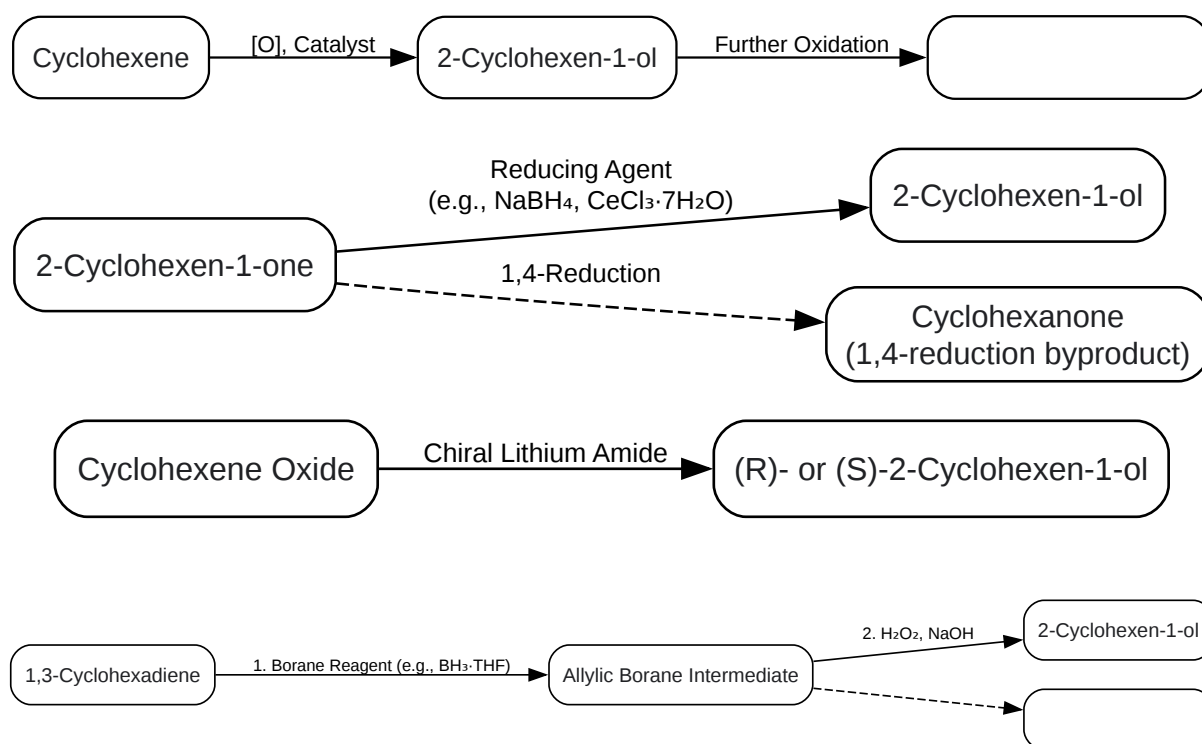 Cyclohexene
[O], Catalyst
2-Cyclohexen-1-ol
Further Oxidation
Reducing Agent
(e.g., NaBH₄, CeCl₃·7H₂O)
2-Cyclohexen-1-ol
2-Cyclohexen-1-one
1,4-Reduction
Cyclohexanone
(1,4-reduction byproduct)
Cyclohexene Oxide
Chiral Lithium Amide
(R)- or (S)-2-Cyclohexen-1-ol
1,3-Cyclohexadiene
1. Borane Reagent (e.g., BH₃·THF)
Allylic Borane Intermediate
2. H₂O₂, NaOH
2-Cyclohexen-1-ol